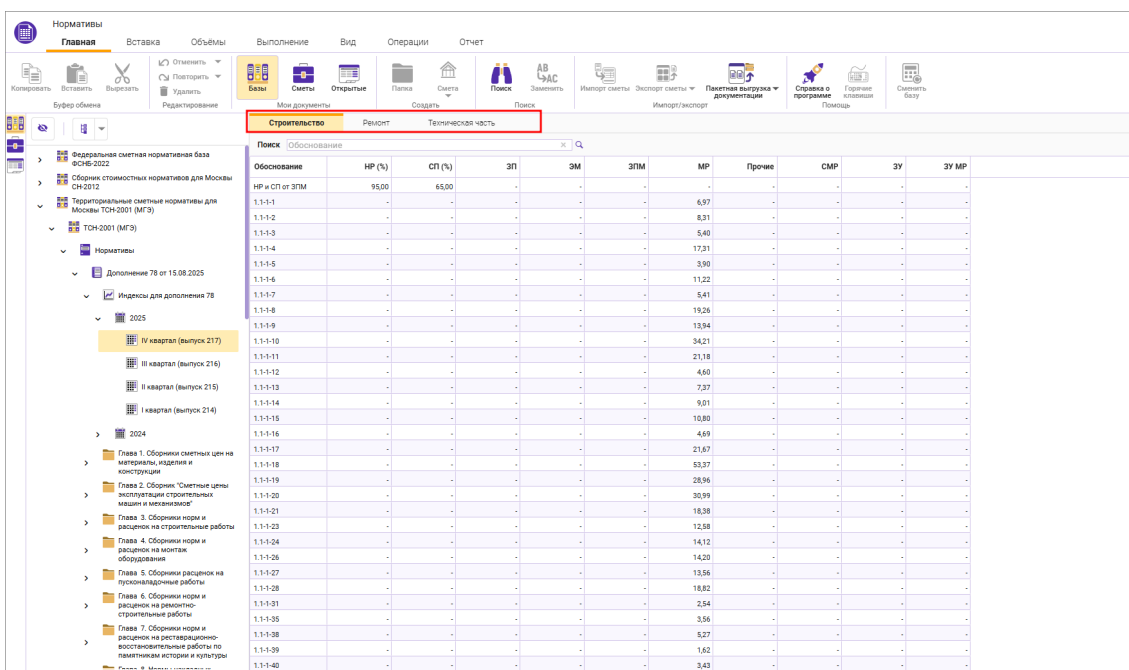 Нормативы
Главная Вставка Объёмы Выполнение Вид Операции Отчет
Копировать Вставить Вырезать
Отменить
Повторить
Удалить
Базы Сметы Открытые Папка Смета Поиск Заменить Импорт сметы Экспорт сметы Пакетная выгрузка документации Справка о программе Горячие клавиши Сменить базу
AB
AC
Буфер обмена Редактирование Мои документы Создать Поиск Импорт/экспорт Помощь
Строительство Ремонт Техническая часть
Поиск Обоснование
Федеральная сметная нормативная база
ФСНБ-2022
Сборник стоимостных нормативов для Москвы
СН-2012
Территориальные сметные нормативы для
Москвы ТСН-2001 (МГЭ)
ТСН-2001 (МГЭ)
Нормативы
Дополнение 78 от 15.08.2025
Индексы для дополнения 78
2025
IV квартал (выпуск 217)
III квартал (выпуск 216)
II квартал (выпуск 215)
I квартал (выпуск 214)
2024
Глава 1. Сборники сметных цен на
материалы, изделия и
конструкции
Глава 2. Сборник "Сметные цены
эксплуатации строительных
машин и механизмов"
Глава 3. Сборники норм и
расценок на строительные работы
Глава 4. Сборники норм и
расценок на монтаж
оборудования
Глава 5. Сборники расценок на
пусконаладочные работы
Глава 6. Сборники норм и
расценок на ремонтно-
строительные работы
Глава 7. Сборники норм и
расценок на реставрационно-
восстановительные работы по
памятникам истории и культуры
Обоснование НР (%) СП (%) ЗП ЭМ ЗПМ МР Прочие СМР ЗУ ЗУ МР
НР и СП от ЗПМ 95,00 65,00 - - - - - - - -
1.1-1-1 - - - - - 6,97 - - - -
1.1-1-2 - - - - - 8,31 - - - -
1.1-1-3 - - - - - 5,40 - - - -
1.1-1-4 - - - - - 17,31 - - - -
1.1-1-5 - - - - - 3,90 - - - -
1.1-1-6 - - - - - 11,22 - - - -
1.1-1-7 - - - - - 5,41 - - - -
1.1-1-8 - - - - - 19,26 - - - -
1.1-1-9 - - - - - 13,94 - - - -
1.1-1-10 - - - - - 34,21 - - - -
1.1-1-11 - - - - - 21,18 - - - -
1.1-1-12 - - - - - 4,60 - - - -
1.1-1-13 - - - - - 7,37 - - - -
1.1-1-14 - - - - - 9,01 - - - -
1.1-1-15 - - - - - 10,80 - - - -
1.1-1-16 - - - - - 4,69 - - - -
1.1-1-17 - - - - - 21,67 - - - -
1.1-1-18 - - - - - 53,37 - - - -
1.1-1-19 - - - - - 28,96 - - - -
1.1-1-20 - - - - - 30,99 - - - -
1.1-1-21 - - - - - 18,38 - - - -
1.1-1-23 - - - - - 12,58 - - - -
1.1-1-24 - - - - - 14,12 - - - -
1.1-1-26 - - - - - 14,20 - - - -
1.1-1-27 - - - - - 13,56 - - - -
1.1-1-28 - - - - - 18,82 - - - -
1.1-1-31 - - - - - 2,54 - - - -
1.1-1-35 - - - - - 3,56 - - - -
1.1-1-38 - - - - - 5,27 - - - -
1.1-1-39 - - - - - 1,62 - - - -
1.1-1-40 - - - - - 3,43 - - - -